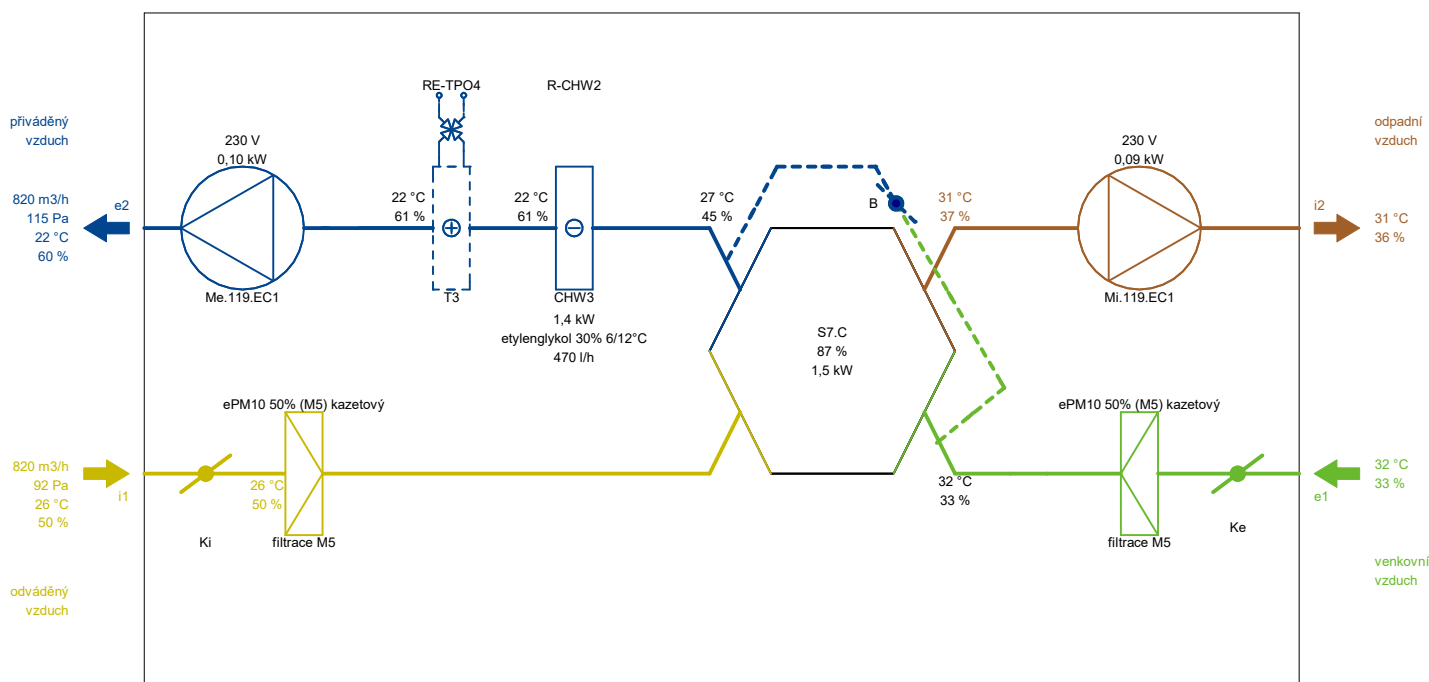 RE-TPO4
R-CHW2
přiváděný
vzduch
230 V
0,10 kW
230 V
0,09 kW
odpadní
vzduch
820 m3/h
115 Pa
22 °C
60 %
e2
22 °C
61 %
22 °C
61 %
27 °C
45 %
B
31 °C
37 %
i2
31 °C
36 %
Me.119.EC1
T3
CHW3
1,4 kW
etylenglykol 30% 6/12°C
470 l/h
S7.C
87 %
1,5 kW
Mi.119.EC1
ePM10 50% (M5) kazetový
ePM10 50% (M5) kazetový
820 m3/h
92 Pa
26 °C
50 %
i1
26 °C
50 %
32 °C
33 %
32 °C
33 %
e1
Ki
filtrace M5
filtrace M5
Ke
odváděný
vzduch
venkovní
vzduch